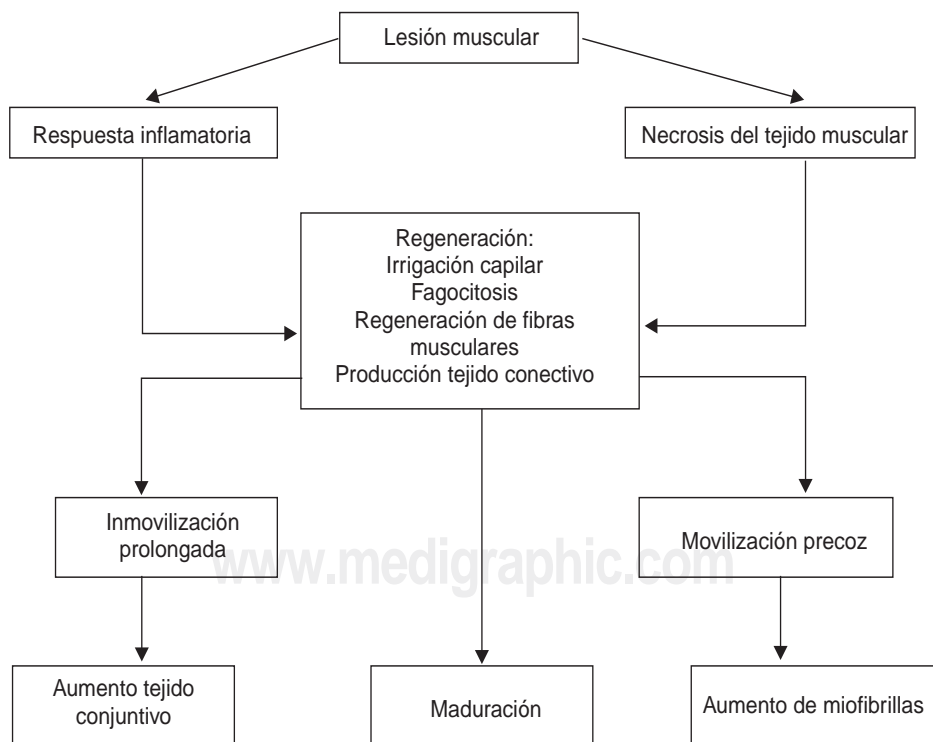 Lesión muscular
Respuesta inflamatoria
Necrosis del tejido muscular
Regeneración:
Irrigación capilar
Fagocitosis
Regeneración de fibras
musculares
Producción tejido conectivo
Inmovilización
prolongada
Movilización precoz
www.medigraphic.com
Aumento tejido
conjuntivo
Maduración
Aumento de miofibrillas